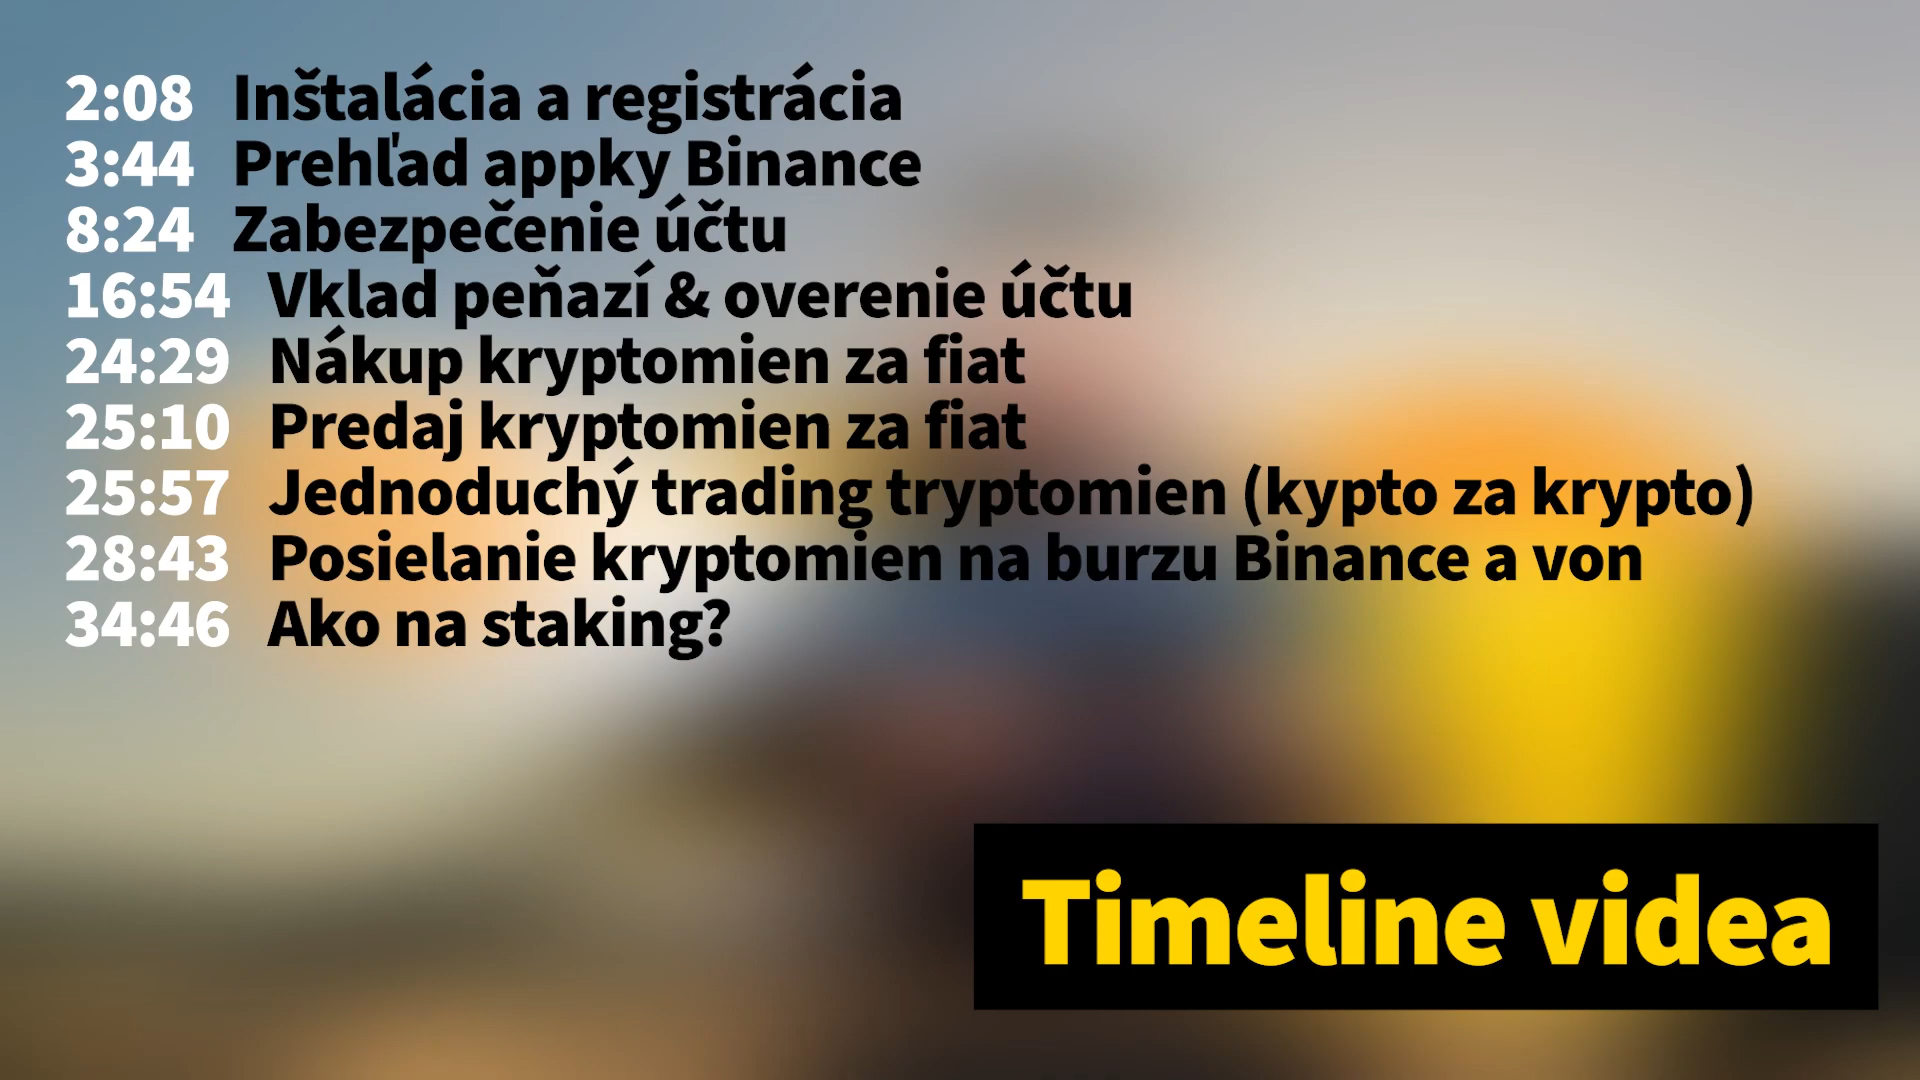 2:08 Inštalácia a registrácia
3:44 Prehľad appky Binance
8:24 Zabezpečenie účtu
16:54 Vklad peňazí & overenie účtu
24:29 Nákup kryptomien za fiat
25:10 Predaj kryptomien za fiat
25:57 Jednoduchý trading tryptomien (kypto za krypto)
28:43 Posielanie kryptomien na burzu Binance a von
34:46 Ako na staking?
Timeline videa